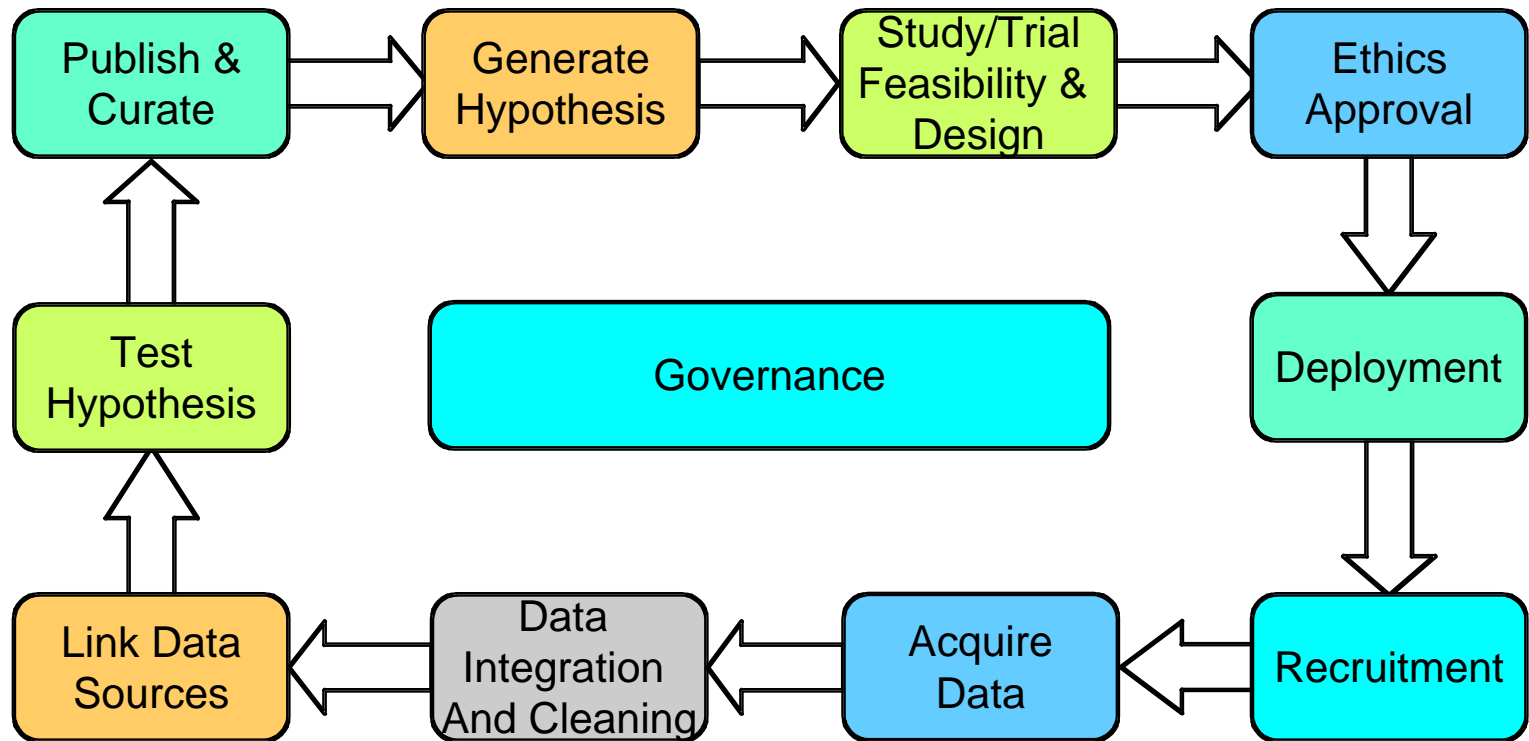 Publish &
Curate
Generate
Hypothesis
Study/Trial
Feasibility &
Design
Ethics
Approval
Test
Hypothesis
Governance
Deployment
Link Data
Sources
Data
Integration
And Cleaning
Acquire
Data
Recruitment